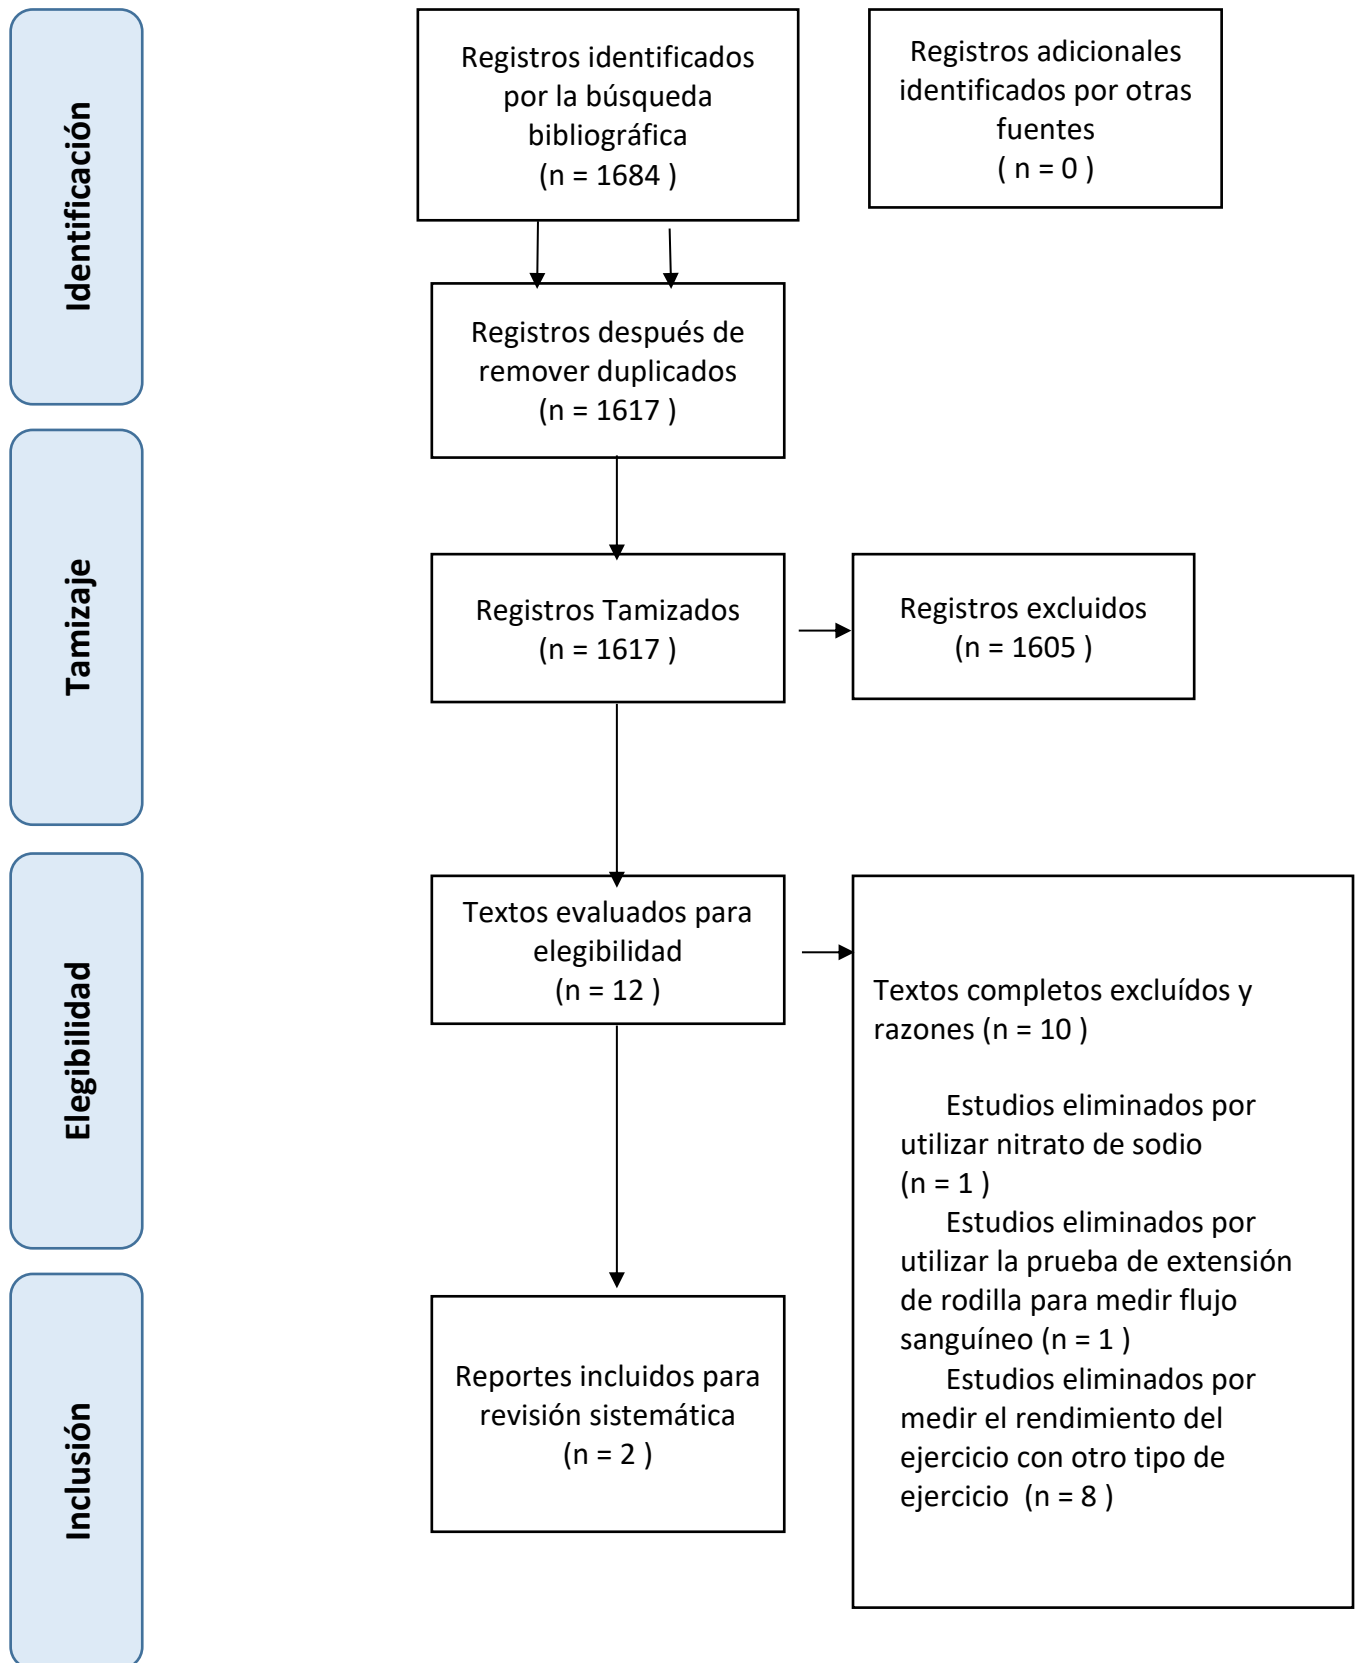 Identificación
Registros identificados
por la búsqueda
bibliográfica
(n = 1684 )
Registros adicionales
identificados por otras
fuentes
( n = 0 )
Registros después de
remover duplicados
(n = 1617 )
Tamizaje
Registros Tamizados
(n = 1617 )
Registros excluidos
(n = 1605 )
Elegibilidad
Textos evaluados para
elegibilidad
(n = 12 )
Textos completos excluídos y
razones (n = 10 )
Estudios eliminados por
utilizar nitrato de sodio
(n = 1 )
Estudios eliminados por
utilizar la prueba de extensión
de rodilla para medir flujo
sanguíneo (n = 1 )
Estudios eliminados por
medir el rendimiento del
ejercicio con otro tipo de
ejercicio  (n = 8 )
Inclusión
Reportes incluidos para
revisión sistemática
(n = 2 )